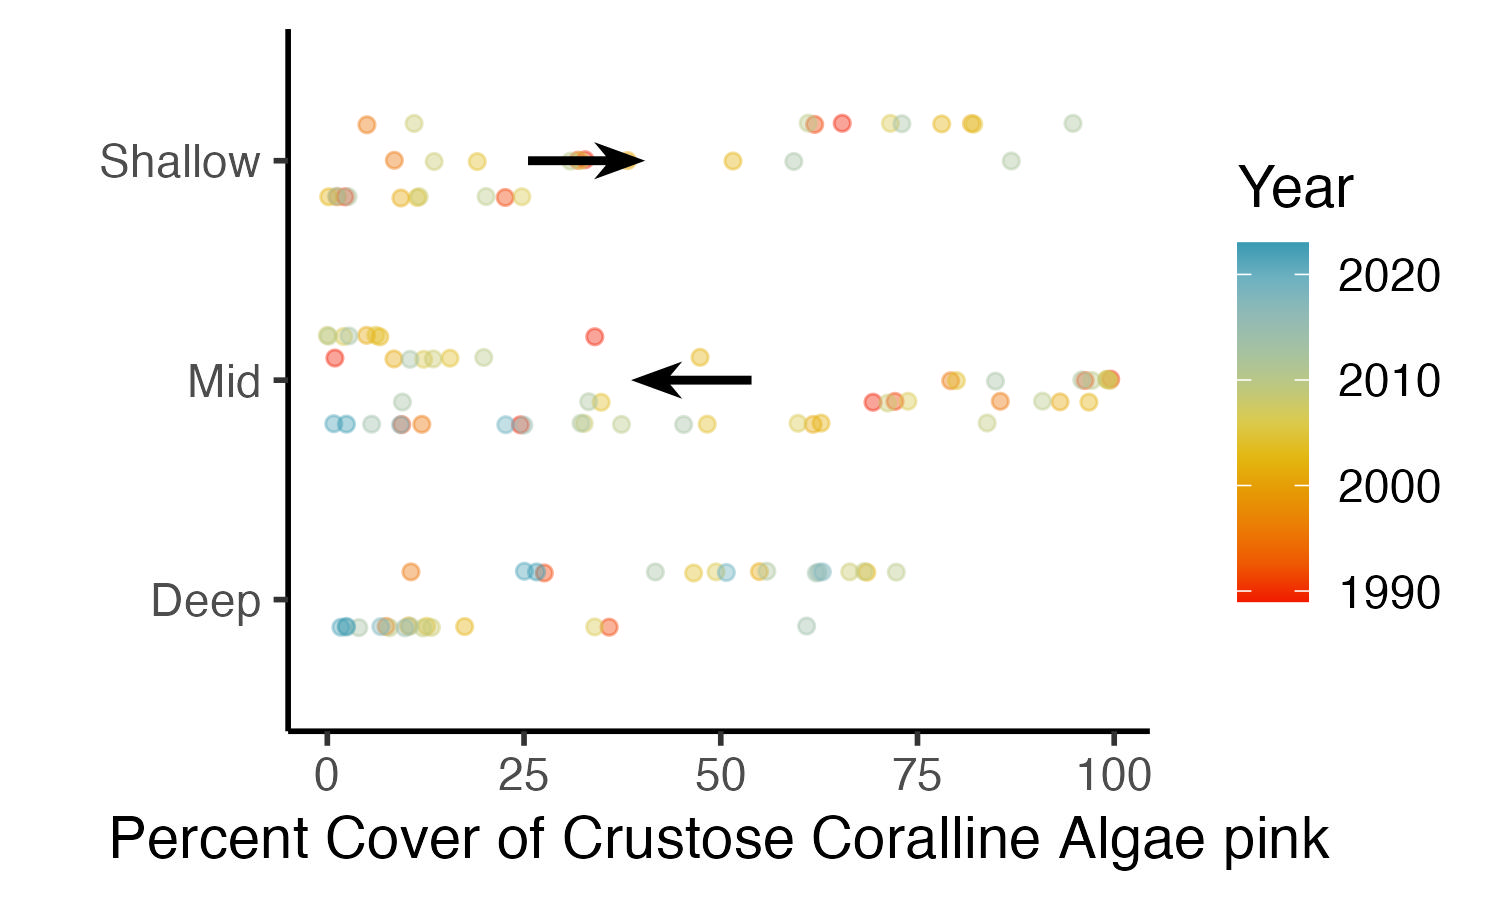 Shallow
Mid
Deep
0 25 50 75 100
Percent Cover of Crustose Coralline Algae pink
Year
2020
2010
2000
1990